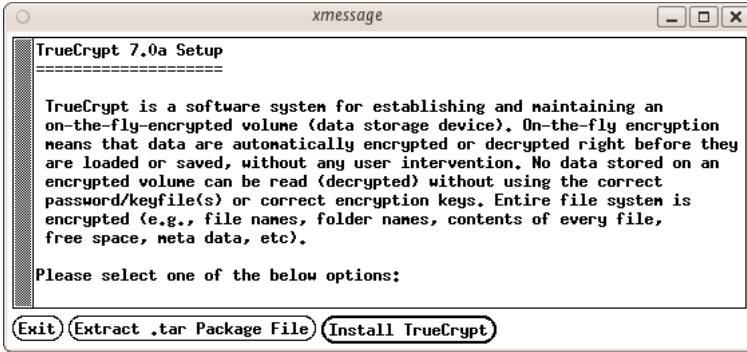 xmessage
TrueCrypt 7.0a Setup
====================
TrueCrypt is a software system for establishing and maintaining an
on-the-fly-encrypted volume (data storage device). On-the-fly encryption
means that data are automatically encrypted or decrypted right before they
are loaded or saved, without any user intervention. No data stored on an
encrypted volume can be read (decrypted) without using the correct
password/keyfile(s) or correct encryption keys. Entire file system is
encrypted (e.g., file names, folder names, contents of every file,
free space, meta data, etc).
Please select one of the below options:
Exit Extract .tar Package File Install TrueCrypt